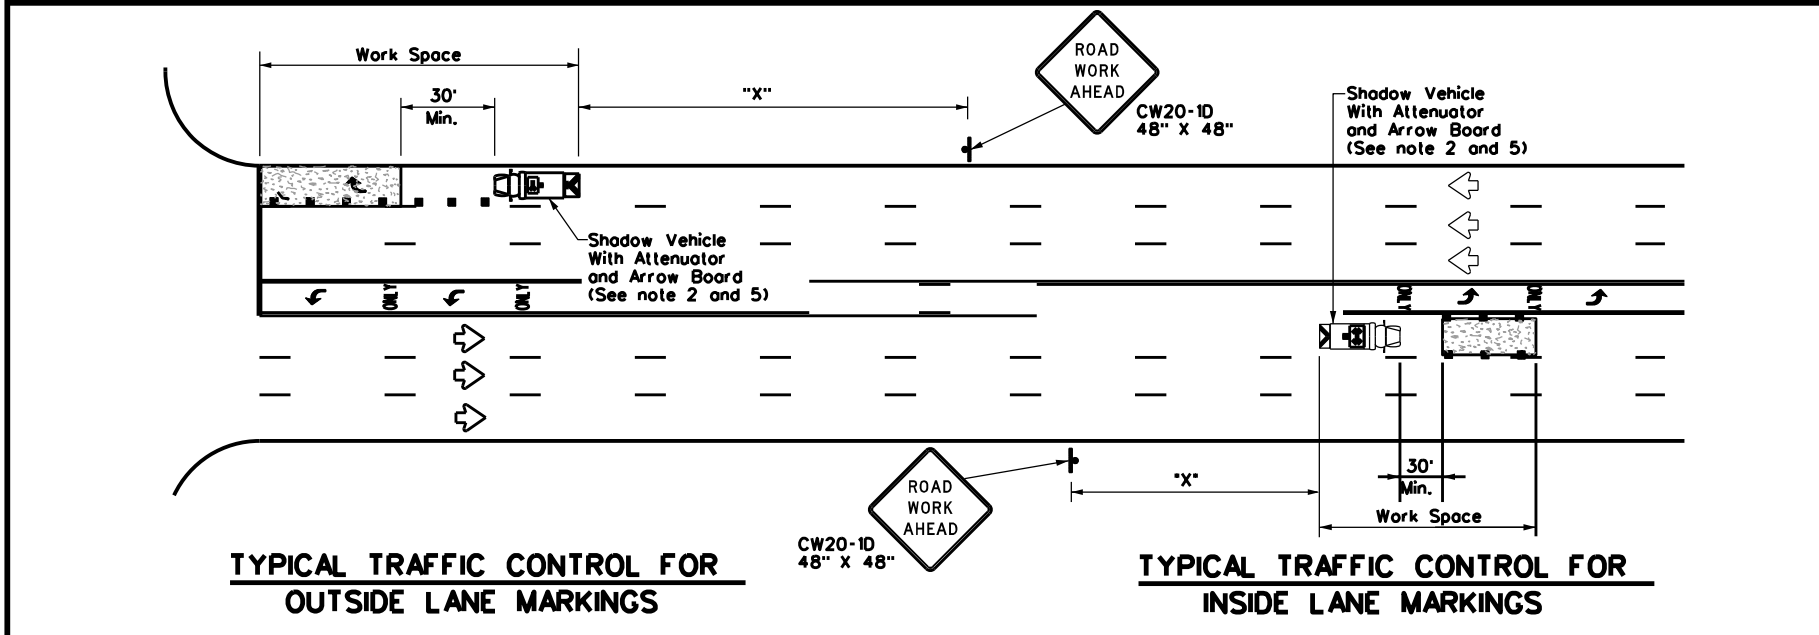 Work Space
30'
Min.
"X"
ROAD
WORK
AHEAD
CW20-1D
48" X 48"
Shadow Vehicle
With Attenuator
and Arrow Board
(See note 2 and 5)
Shadow Vehicle
With Attenuator
and Arrow Board
(See note 2 and 5)
ONLY
ONLY
ONLY
ONLY
ROAD
WORK
AHEAD
CW20-1D
48" X 48"
"X"
30'
Min.
Work Space
TYPICAL TRAFFIC CONTROL FOR
OUTSIDE LANE MARKINGS
TYPICAL TRAFFIC CONTROL FOR
INSIDE LANE MARKINGS